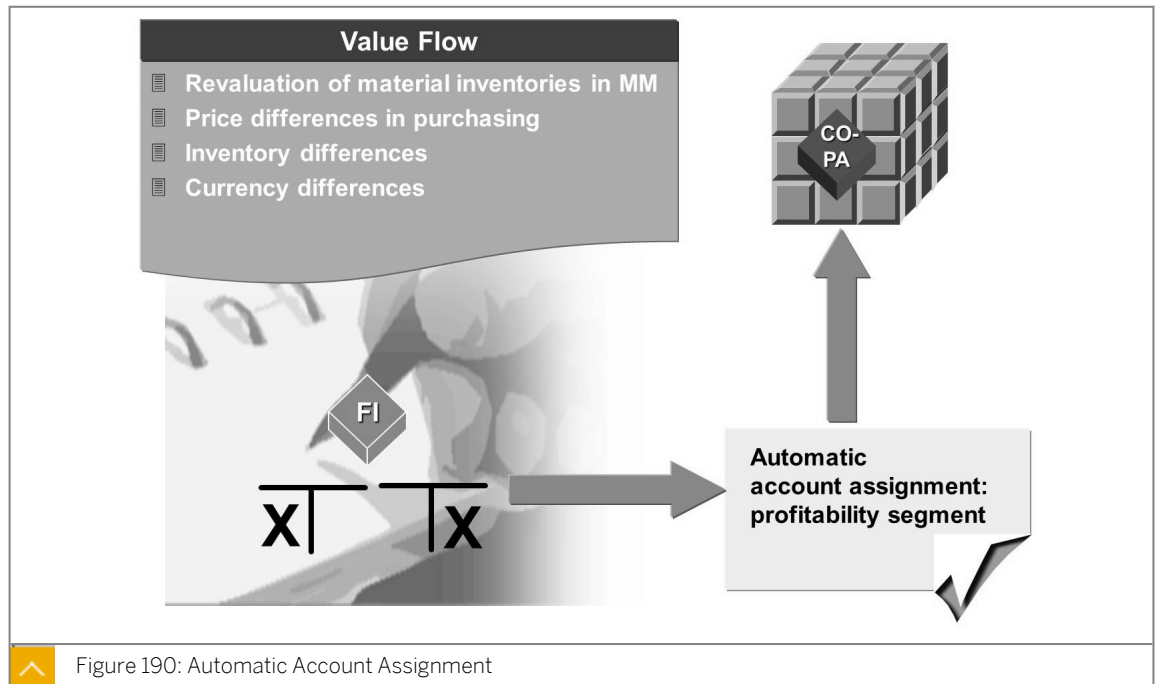 Value Flow
Revaluation of material inventories in MM
Price differences in purchasing
Inventory differences
Currency differences
CO-
PA
FI
X
X
Automatic
account assignment:
profitability segment
Figure 190: Automatic Account Assignment